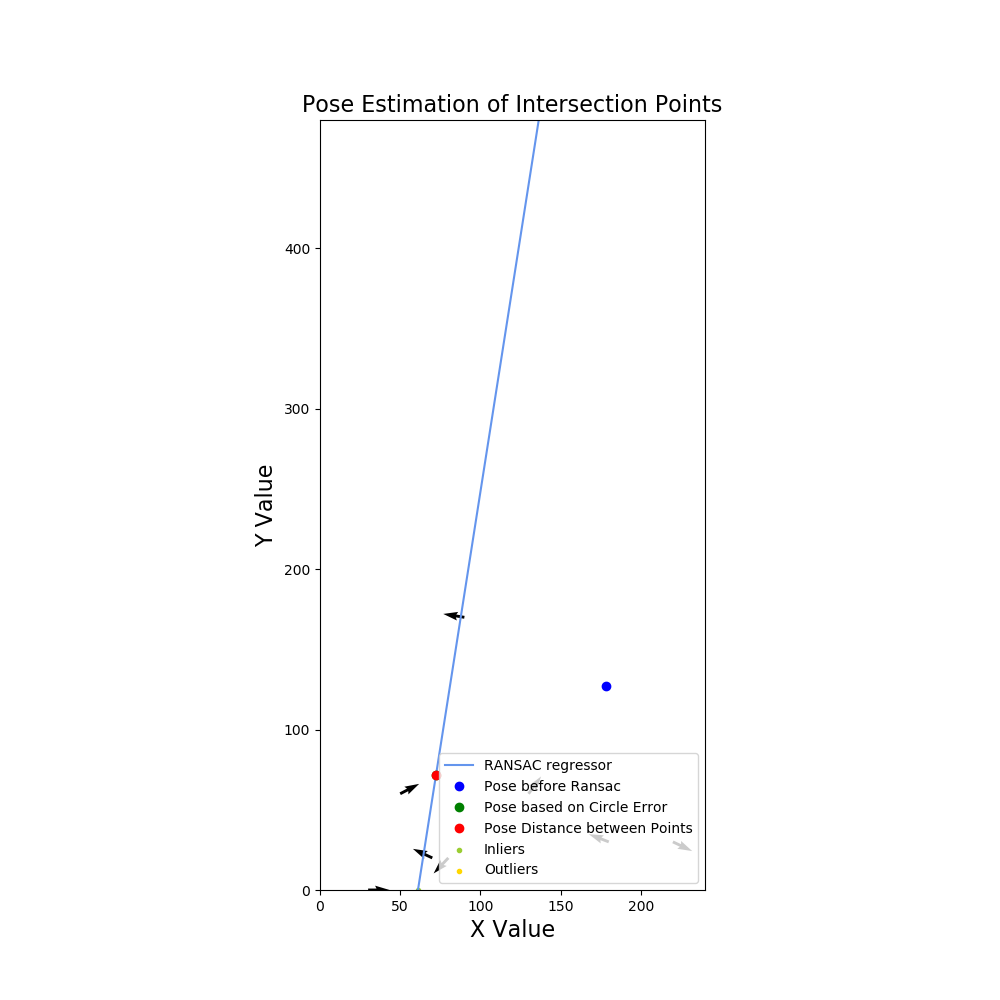 Pose Estimation of Intersection Points
400
300
200
100
0
Y Value
RANSAC regressor
Pose before Ransac
Pose based on Circle Error
Pose Distance between Points
Inliers
Outliers
0 50 100 150 200
X Value